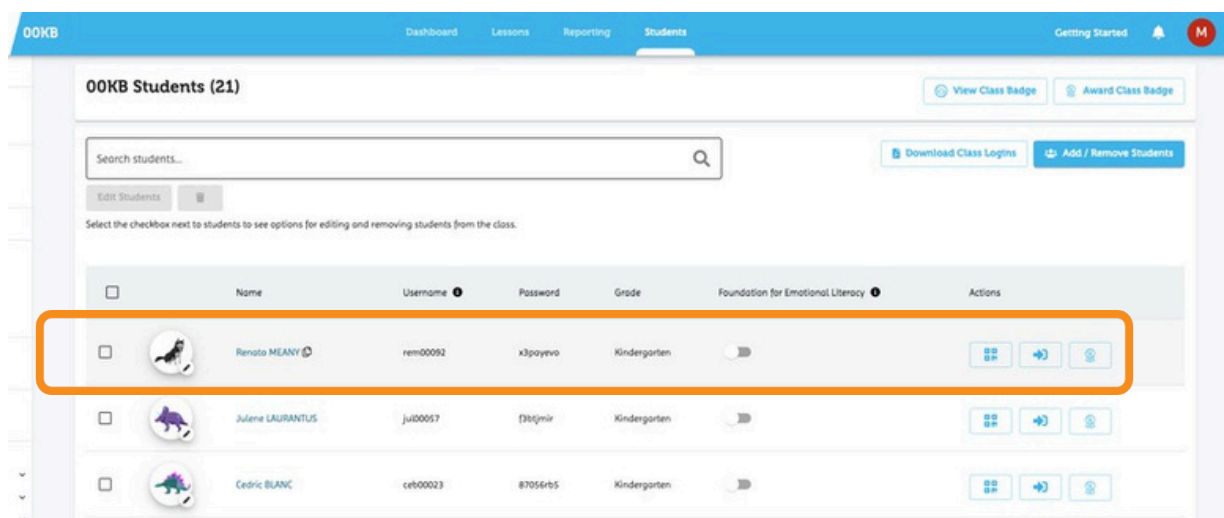 00KB Dashboard Lessons Reporting Students Getting Started M
00KB Students (21)
View Class Badge Award Class Badge
Search students...
Download Class Logins Add / Remove Students
Edit Students
Select the checkbox next to students to see options for editing and removing students from the class.
Name Username Password Grade Foundation for Emotional Literacy Actions
Renato MEANY rem00092 x3payevo Kindergarten
Julene LAURANTUS jul00057 f3btjmir Kindergarten
Cedric BLANC ceb00023 87056rb5 Kindergarten